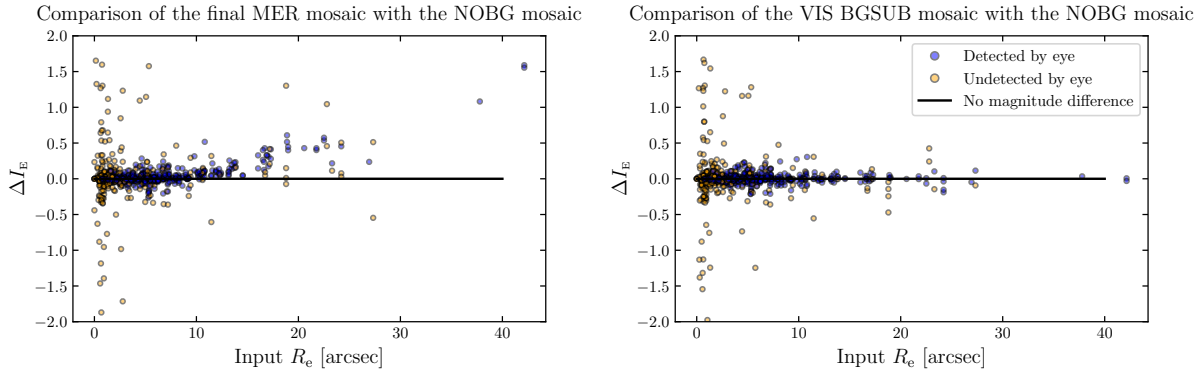 Comparison of the final MER mosaic with the NOBG mosaic
2.0
1.5
1.0
0.5
0.0
−0.5
−1.0
−1.5
−2.0
ΔI_E
0 10 20 30 40
Input R_e [arcsec]
Comparison of the VIS BGSUB mosaic with the NOBG mosaic
Detected by eye
Undetected by eye
No magnitude difference
2.0
1.5
1.0
0.5
0.0
−0.5
−1.0
−1.5
−2.0
ΔI_E
0 10 20 30 40
Input R_e [arcsec]